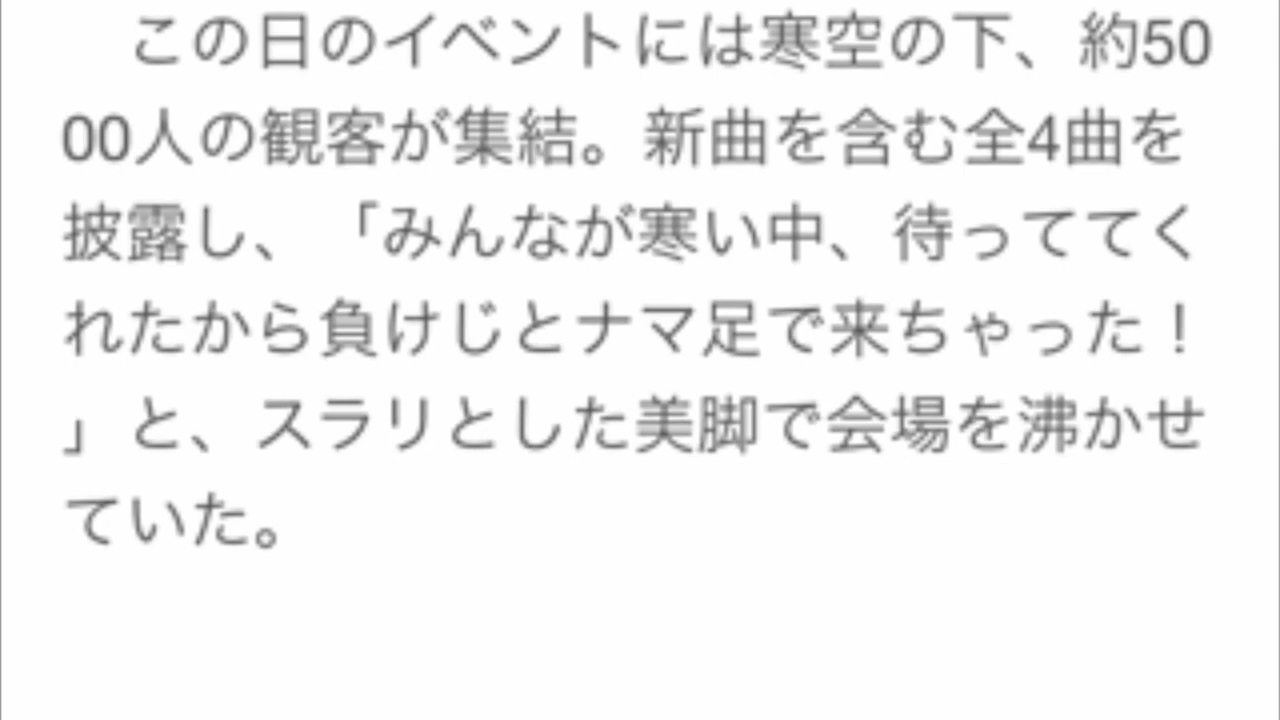 この日のイベントには寒空の下、約50
00人の観客が集結。新曲を含む全4曲を
披露し、「みんなが寒い中、待っててく
れたから負けじとナマ足で来ちゃった！
」と、スラリとした美脚で会場を沸かせ
ていた。